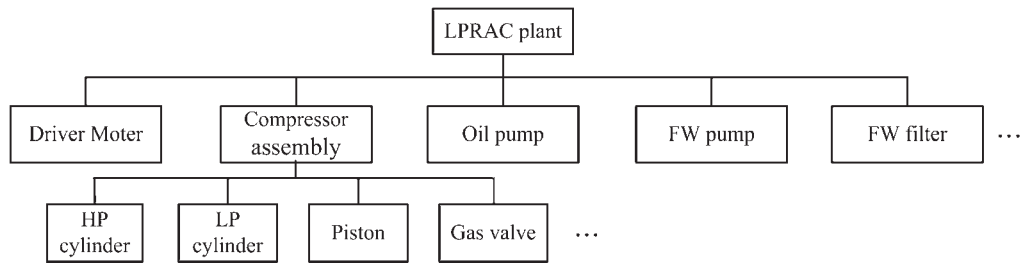 LPRAC plant
Driver Moter
Compressor
assembly
Oil pump
FW pump
FW filter
...
HP
cylinder
LP
cylinder
Piston
Gas valve
...